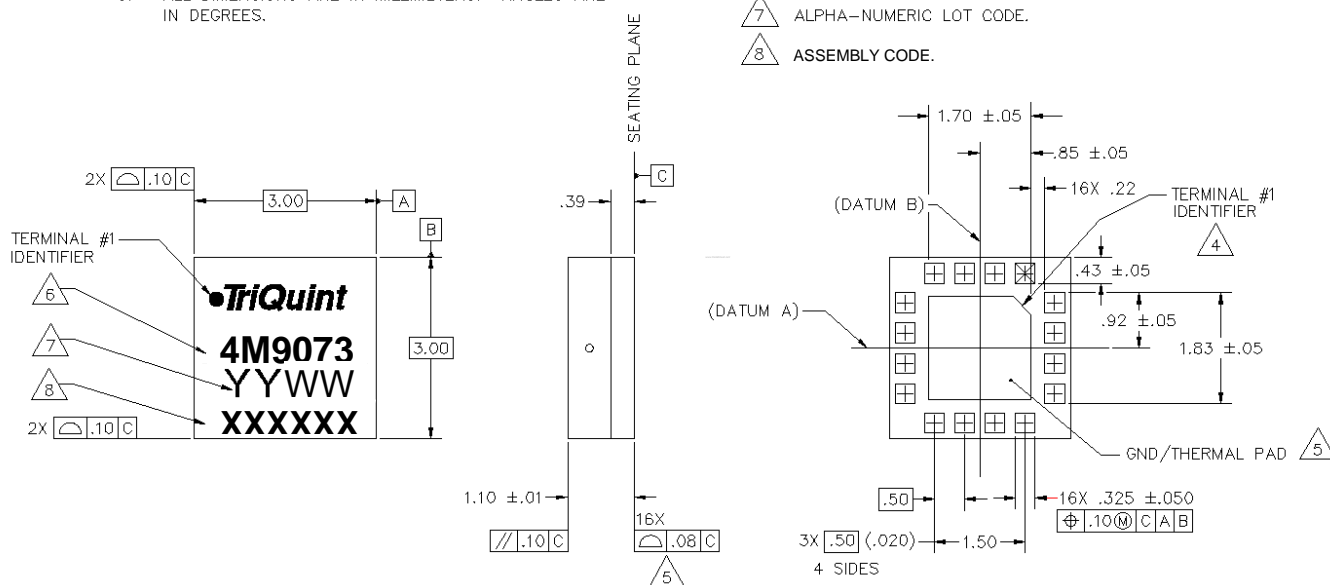 IN DEGREES.
7 ALPHA-NUMERIC LOT CODE.
8 ASSEMBLY CODE.
SEATING PLANE
2X .10 C
3.00
A
B
TERMINAL #1
IDENTIFIER
6
7
8
TriQuint
4M9073
YYWW
XXXXXX
3.00
2X .10 C
.39
C
1.10 ±.01
// .10 C
16X
.08 C
5
1.70 ±.05
.85 ±.05
16X .22
(DATUM B)
TERMINAL #1
IDENTIFIER
4
.43 ±.05
(DATUM A)
.92 ±.05
1.83 ±.05
GND/THERMAL PAD 5
.50
16X .325 ±.050
⌖ .10 Ⓜ C A B
3X .50 (.020) 1.50
4 SIDES